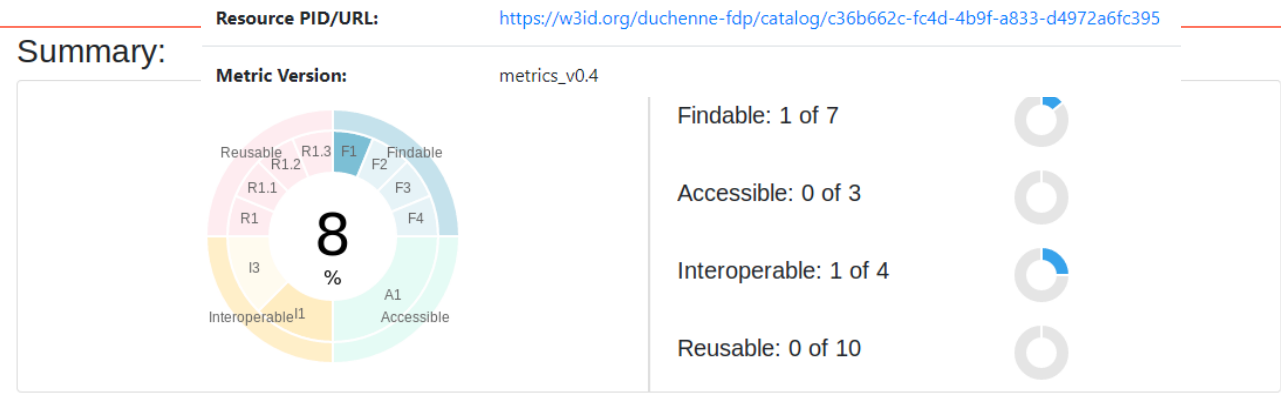 Resource PID/URL: https://w3id.org/duchenne-fdp/catalog/c36b662c-fc4d-4b9f-a833-d4972a6fc395
Summary:
Metric Version: metrics_v0.4
Reusable R1.3 F1 Findable
R1.2 F2
R1.1 F3
R1 F4
8
%
I3
A1
Interoperable I1 Accessible
Findable: 1 of 7
Accessible: 0 of 3
Interoperable: 1 of 4
Reusable: 0 of 10